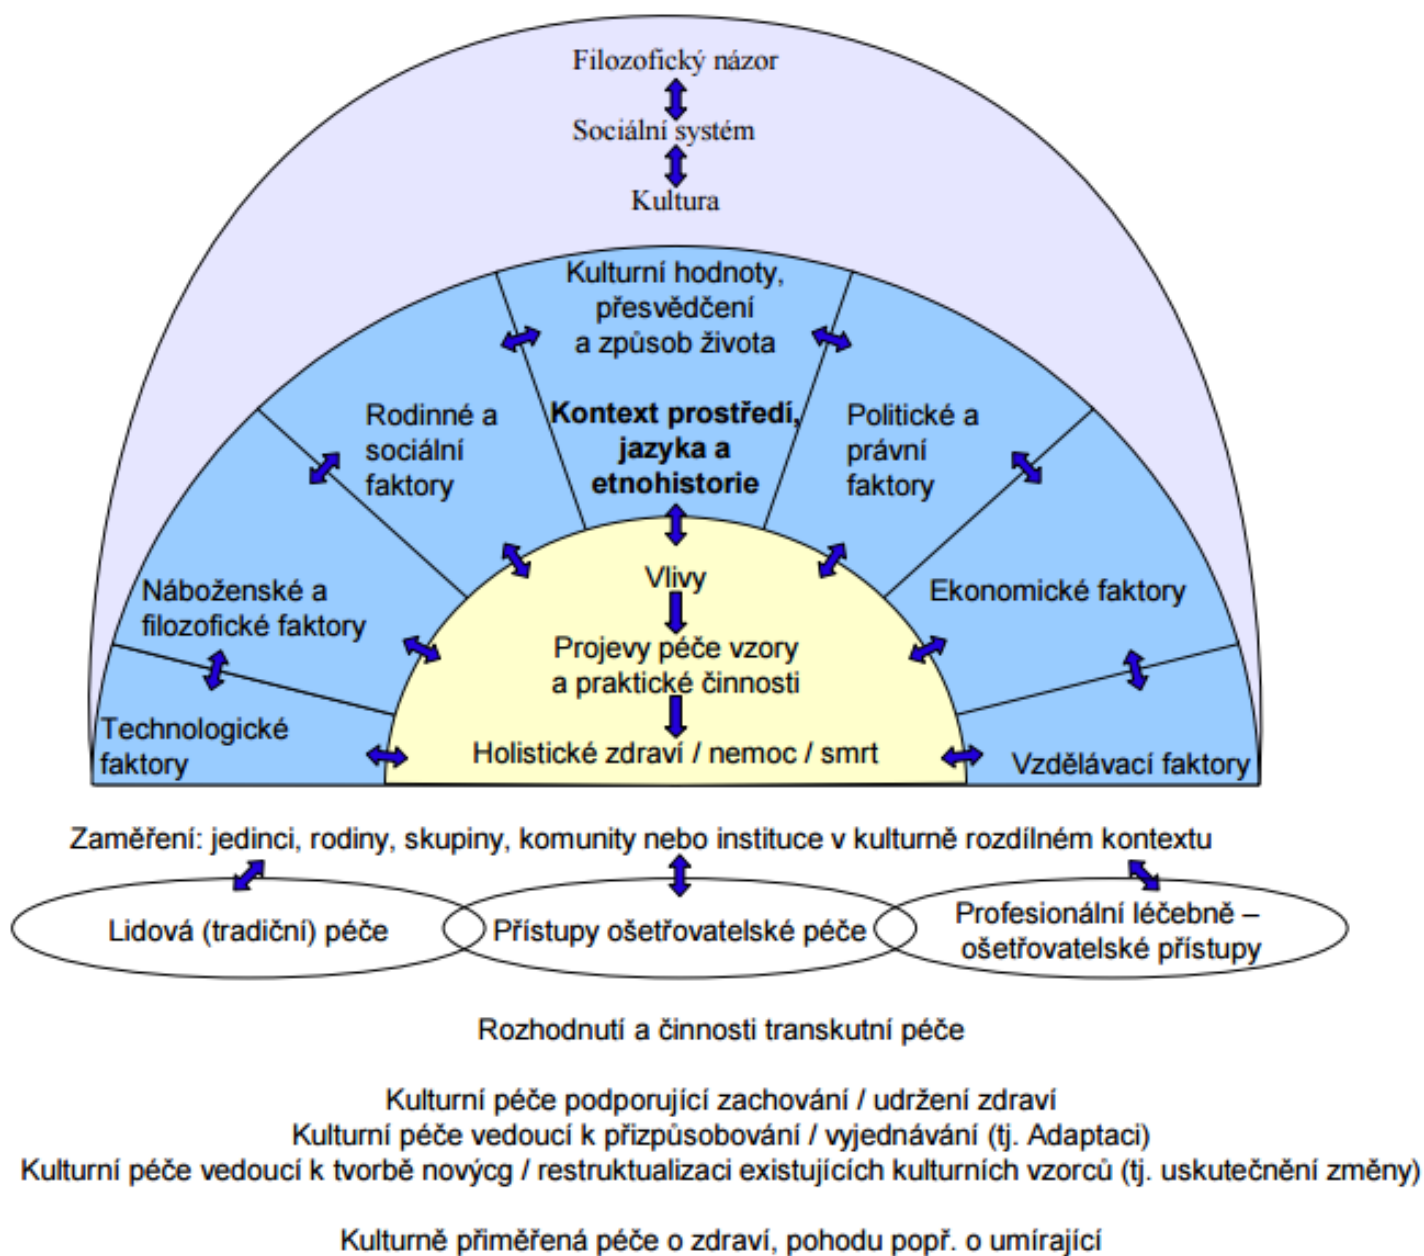 Filozofický názor
Sociální systém
Kultura
Kulturní hodnoty,
přesvědčení
a způsob života
Kontext prostředí,
jazyka a
etnohistorie
Rodinné a
sociální
faktory
Politické a
právní
faktory
Náboženské a
filozofické faktory
Ekonomické faktory
Technologické
faktory
Vzdělávací faktory
Vlivy
Projevy péče vzory
a praktické činnosti
Holistické zdraví / nemoc / smrt
Zaměření: jedinci, rodiny, skupiny, komunity nebo instituce v kulturně rozdílném kontextu
Lidová (tradiční) péče
Přístupy ošetřovatelské péče
Profesionální léčebně –
ošetřovatelské přístupy
Rozhodnutí a činnosti transkutní péče
Kulturní péče podporující zachování / udržení zdraví
Kulturní péče vedoucí k přizpůsobování / vyjednávání (tj. Adaptaci)
Kulturní péče vedoucí k tvorbě novýcg / restruktualizaci existujících kulturních vzorců (tj. uskutečnění změny)
Kulturně přiměřená péče o zdraví, pohodu popř. o umírající